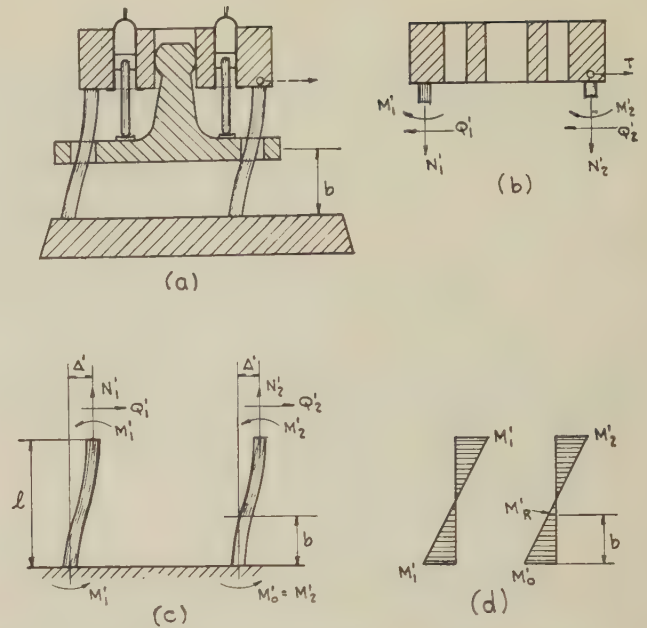 b
(a)
T
M'₁
Q'₁
N'₁
M'₂
Q'₂
N'₂
(b)
Δ'
N'₁
Q'₁
M'₁
l
M'₁
Δ'
N'₂
Q'₂
M'₂
b
M'₀ = M'₂
(c)
M'₁
M'₁
M'₂
M'R
b
M'₀
(d)